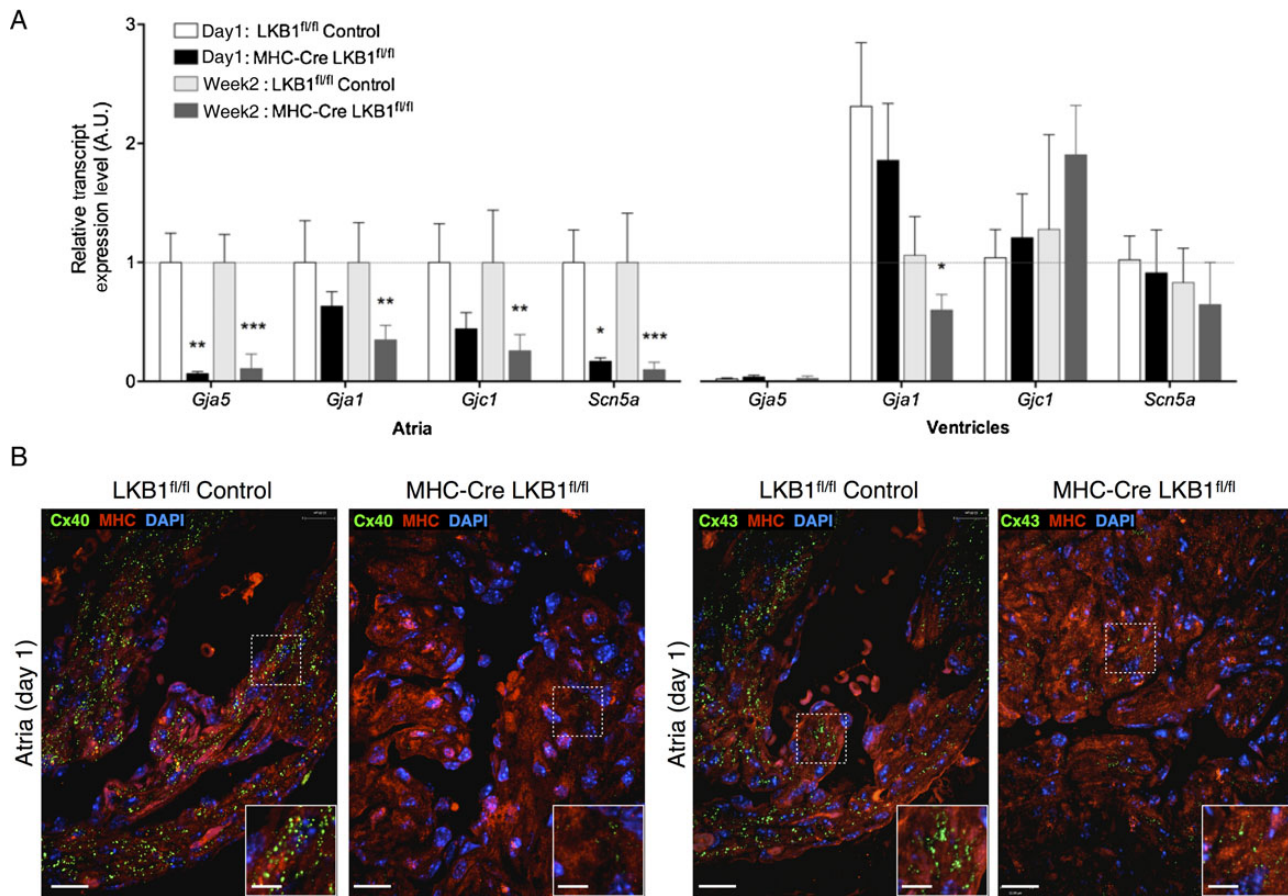 A
Day1: LKB1fl/fl Control
Day1: MHC-Cre LKB1fl/fl
Week2: LKB1fl/fl Control
Week2: MHC-Cre LKB1fl/fl
Relative transcript
expression level (A.U.)
3
2
1
0
** *** ** ** * *** *
Gja5 Gja1 Gjc1 Scn5a Gja5 Gja1 Gjc1 Scn5a
Atria Ventricles
B
LKB1fl/fl Control MHC-Cre LKB1fl/fl LKB1fl/fl Control MHC-Cre LKB1fl/fl
Cx40 MHC DAPI Cx40 MHC DAPI Cx43 MHC DAPI Cx43 MHC DAPI
Atria (day 1) Atria (day 1)